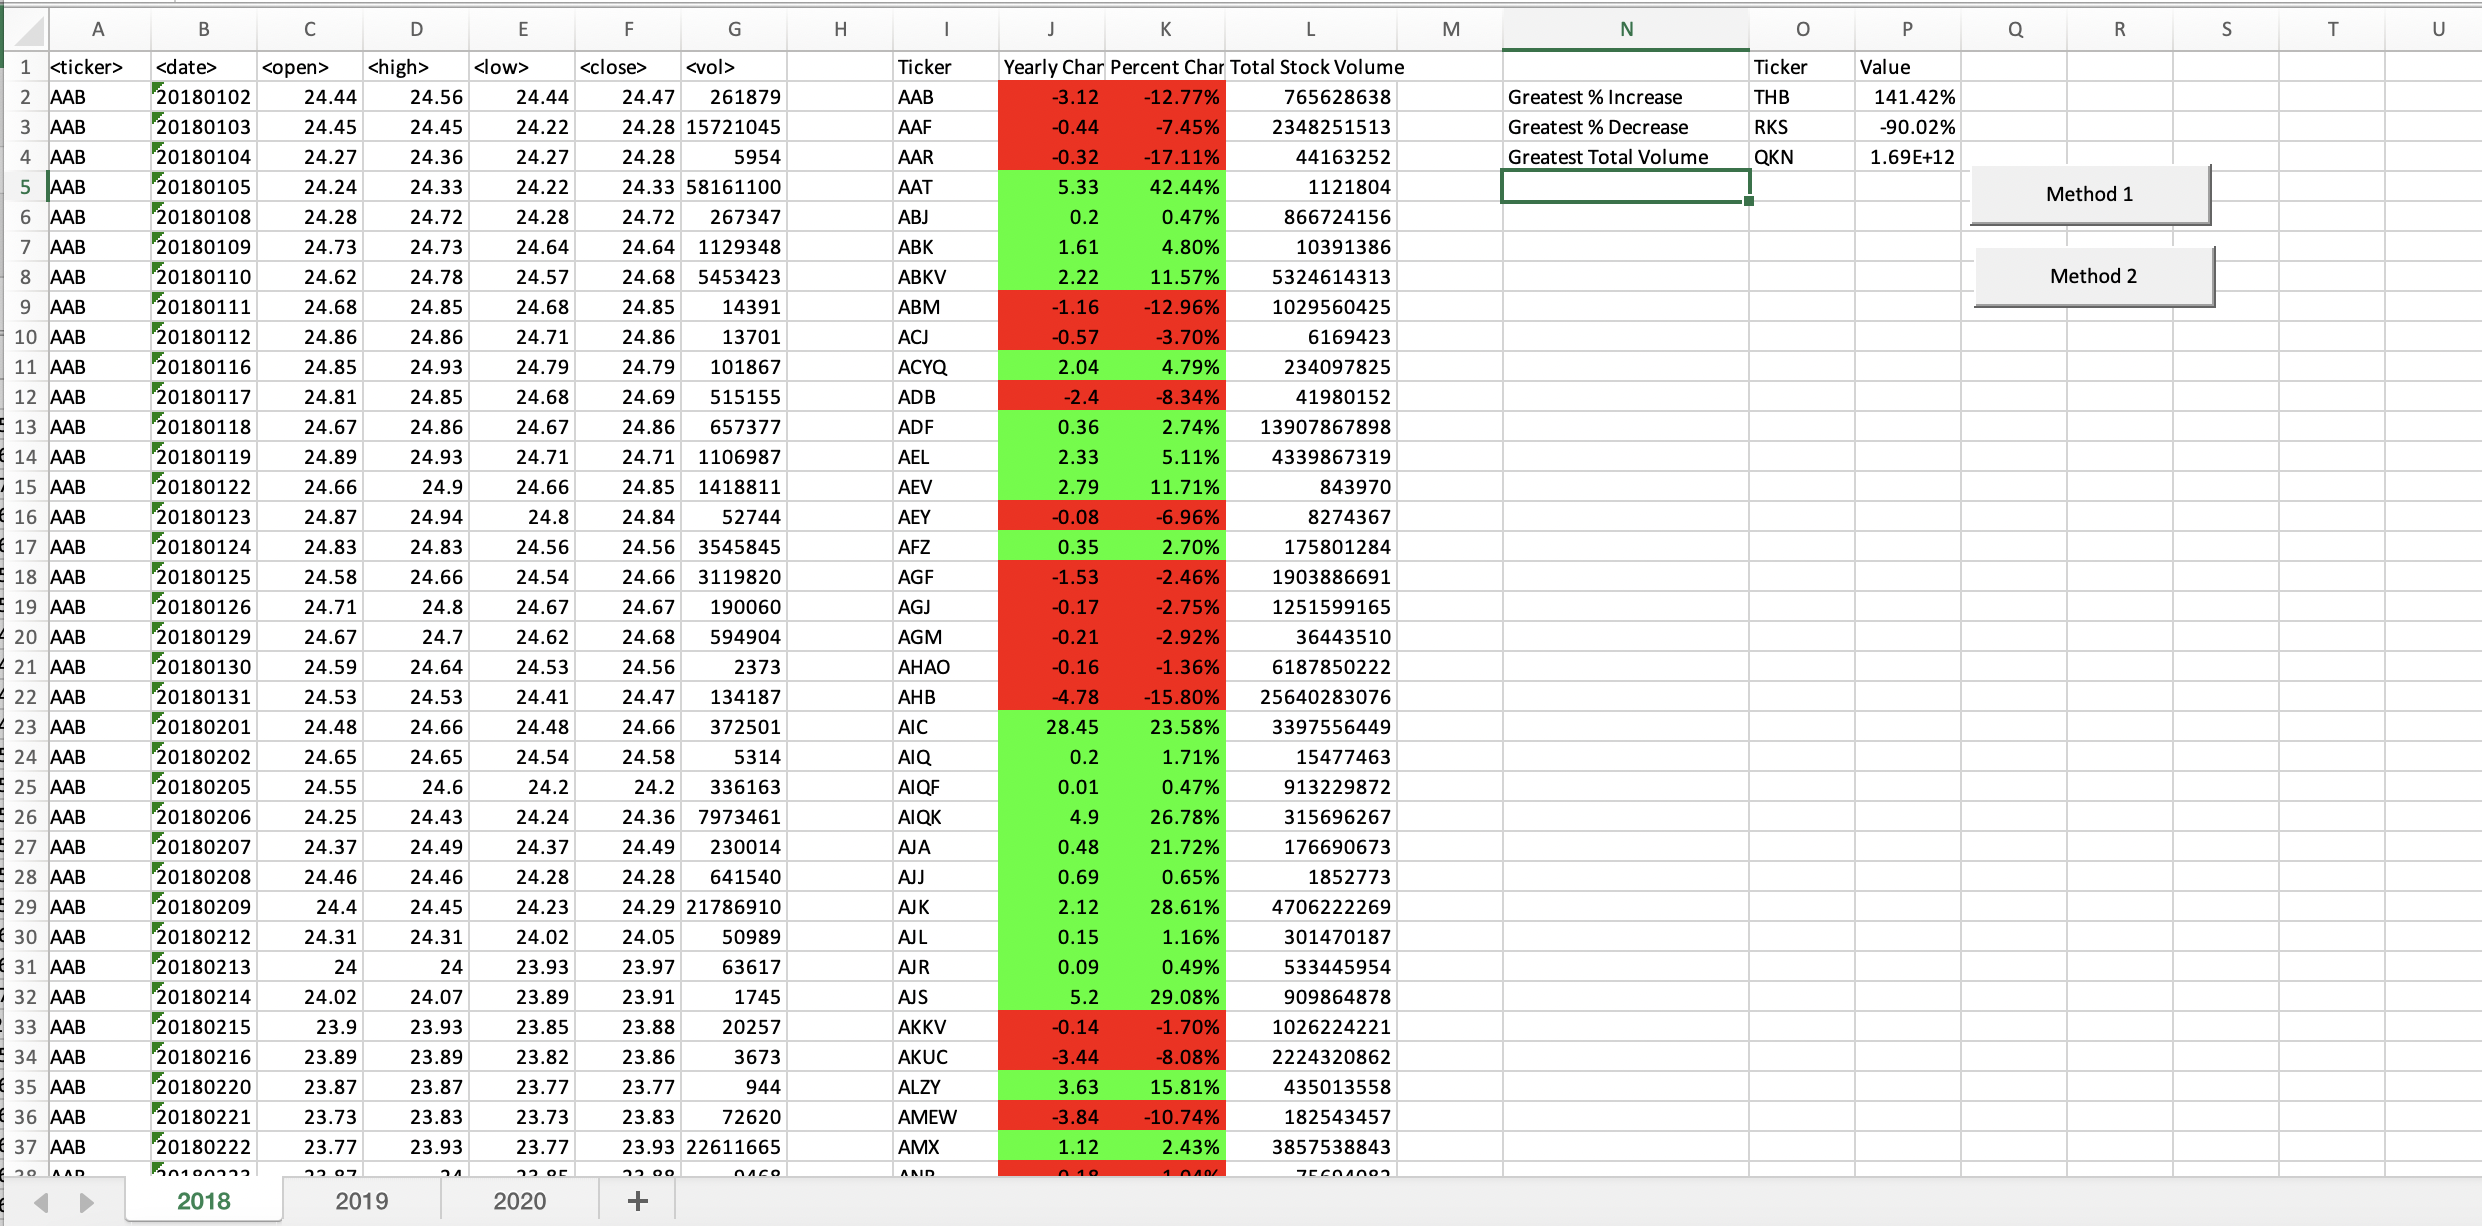 A B C D E F G H I J K L M N O P Q R S T U
1 <ticker> <date> <open> <high> <low> <close> <vol> Ticker Yearly Char Percent Char Total Stock Volume Ticker Value
2 AAB 20180102 24.44 24.56 24.44 24.47 261879 AAB -3.12 -12.77% 765628638 Greatest % Increase THB 141.42%
3 AAB 20180103 24.45 24.45 24.22 24.28 15721045 AAF -0.44 -7.45% 2348251513 Greatest % Decrease RKS -90.02%
4 AAB 20180104 24.27 24.36 24.27 24.28 5954 AAR -0.32 -17.11% 44163252 Greatest Total Volume QKN 1.69E+12
5 AAB 20180105 24.24 24.33 24.22 24.33 58161100 AAT 5.33 42.44% 1121804 Method 1
6 AAB 20180108 24.28 24.72 24.28 24.72 267347 ABJ 0.2 0.47% 866724156
7 AAB 20180109 24.73 24.73 24.64 24.64 1129348 ABK 1.61 4.80% 10391386
8 AAB 20180110 24.62 24.78 24.57 24.68 5453423 ABKV 2.22 11.57% 5324614313 Method 2
9 AAB 20180111 24.68 24.85 24.68 24.85 14391 ABM -1.16 -12.96% 1029560425
10 AAB 20180112 24.86 24.86 24.71 24.86 13701 ACJ -0.57 -3.70% 6169423
11 AAB 20180116 24.85 24.93 24.79 24.79 101867 ACYQ 2.04 4.79% 234097825
12 AAB 20180117 24.81 24.85 24.68 24.69 515155 ADB -2.4 -8.34% 41980152
13 AAB 20180118 24.67 24.86 24.67 24.86 657377 ADF 0.36 2.74% 13907867898
14 AAB 20180119 24.89 24.93 24.71 24.71 1106987 AEL 2.33 5.11% 4339867319
15 AAB 20180122 24.66 24.9 24.66 24.85 1418811 AEV 2.79 11.71% 843970
16 AAB 20180123 24.87 24.94 24.8 24.84 52744 AEY -0.08 -6.96% 8274367
17 AAB 20180124 24.83 24.83 24.56 24.56 3545845 AFZ 0.35 2.70% 175801284
18 AAB 20180125 24.58 24.66 24.54 24.66 3119820 AGF -1.53 -2.46% 1903886691
19 AAB 20180126 24.71 24.8 24.67 24.67 190060 AGJ -0.17 -2.75% 1251599165
20 AAB 20180129 24.67 24.7 24.62 24.68 594904 AGM -0.21 -2.92% 36443510
21 AAB 20180130 24.59 24.64 24.53 24.56 2373 AHAO -0.16 -1.36% 6187850222
22 AAB 20180131 24.53 24.53 24.41 24.47 134187 AHB -4.78 -15.80% 25640283076
23 AAB 20180201 24.48 24.66 24.48 24.66 372501 AIC 28.45 23.58% 3397556449
24 AAB 20180202 24.65 24.65 24.54 24.58 5314 AIQ 0.2 1.71% 15477463
25 AAB 20180205 24.55 24.6 24.2 24.2 336163 AIQF 0.01 0.47% 913229872
26 AAB 20180206 24.25 24.43 24.24 24.36 7973461 AIQK 4.9 26.78% 315696267
27 AAB 20180207 24.37 24.49 24.37 24.49 230014 AJA 0.48 21.72% 176690673
28 AAB 20180208 24.46 24.46 24.28 24.28 641540 AJJ 0.69 0.65% 1852773
29 AAB 20180209 24.4 24.45 24.23 24.29 21786910 AJK 2.12 28.61% 4706222269
30 AAB 20180212 24.31 24.31 24.02 24.05 50989 AJL 0.15 1.16% 301470187
31 AAB 20180213 24 24 23.93 23.97 63617 AJR 0.09 0.49% 533445954
32 AAB 20180214 24.02 24.07 23.89 23.91 1745 AJS 5.2 29.08% 909864878
33 AAB 20180215 23.9 23.93 23.85 23.88 20257 AKKV -0.14 -1.70% 1026224221
34 AAB 20180216 23.89 23.89 23.82 23.86 3673 AKUC -3.44 -8.08% 2224320862
35 AAB 20180220 23.87 23.87 23.77 23.77 944 ALZY 3.63 15.81% 435013558
36 AAB 20180221 23.73 23.83 23.73 23.83 72620 AMEW -3.84 -10.74% 182543457
37 AAB 20180222 23.77 23.93 23.77 23.93 22611665 AMX 1.12 2.43% 3857538843
2018 2019 2020 +